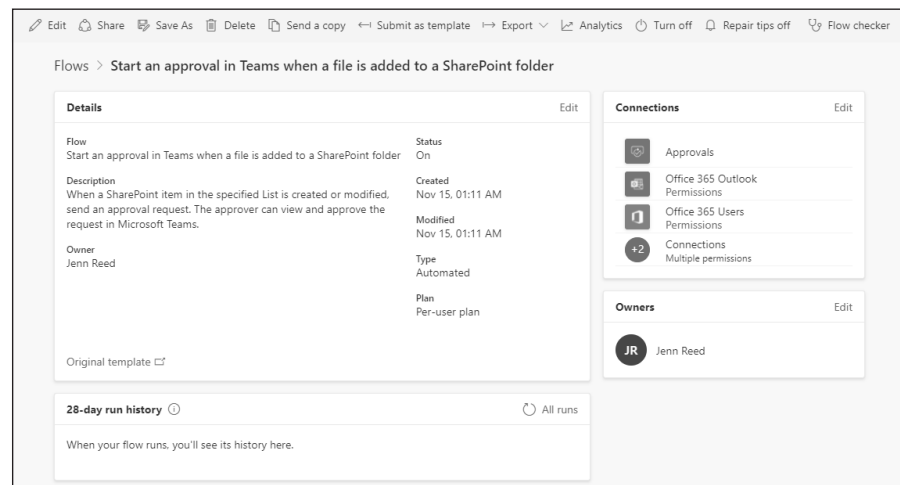 Edit Share Save As Delete Send a copy Submit as template Export Analytics Turn off Repair tips off Flow checker
Flows > Start an approval in Teams when a file is added to a SharePoint folder
Details Edit
Flow
Start an approval in Teams when a file is added to a SharePoint folder
Description
When a SharePoint item in the specified List is created or modified,
send an approval request. The approver can view and approve the
request in Microsoft Teams.
Owner
Jenn Reed
Status
On
Created
Nov 15, 01:11 AM
Modified
Nov 15, 01:11 AM
Type
Automated
Plan
Per-user plan
Original template
28-day run history All runs
When your flow runs, you'll see its history here.
Connections Edit
Approvals
Office 365 Outlook
Permissions
Office 365 Users
Permissions
+2 Connections
Multiple permissions
Owners Edit
JR Jenn Reed